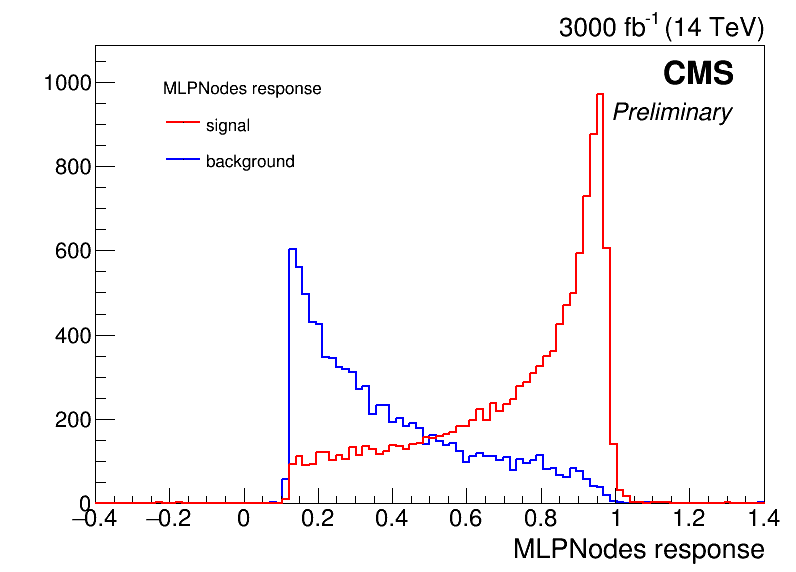 3000 fb-1 (14 TeV)
CMS
Preliminary
MLPNodes response
signal
background
1000
800
600
400
200
0
−0.4 −0.2 0 0.2 0.4 0.6 0.8 1 1.2 1.4
MLPNodes response